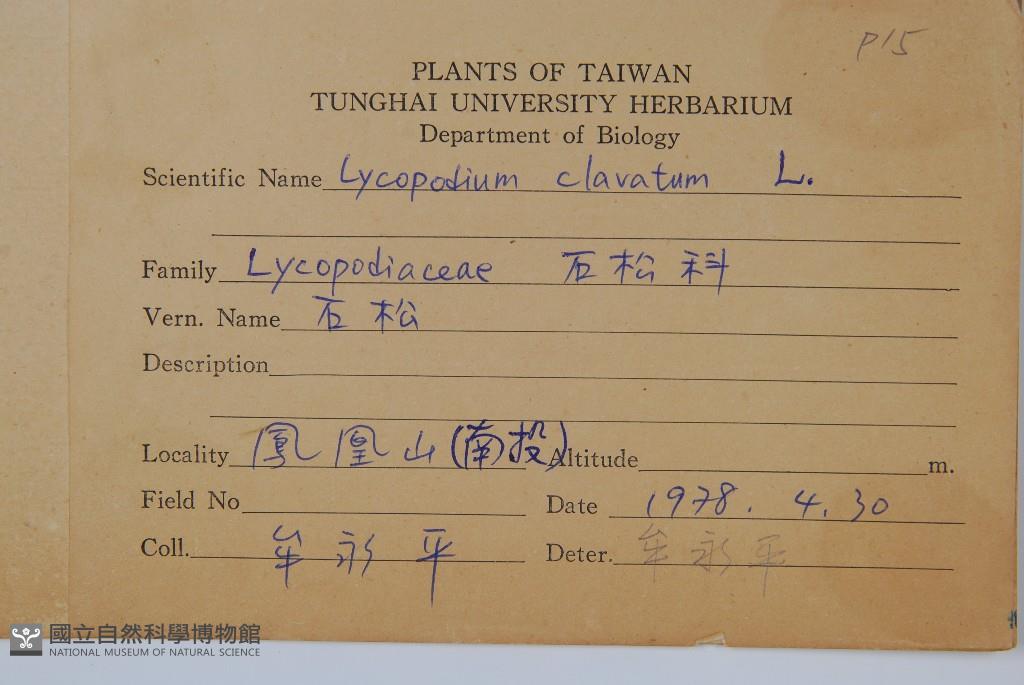 P15
PLANTS OF TAIWAN
TUNGHAI UNIVERSITY HERBARIUM
Department of Biology
Scientific Name Lycopodium clavatum L.
Family Lycopodiaceae 石松科
Vern. Name 石松
Description
Locality 鳳凰山(南投) Altitude m.
Field No Date 1978. 4. 30
Coll. 牟永平 Deter. 牟永平
國立自然科學博物館
NATIONAL MUSEUM OF NATURAL SCIENCE